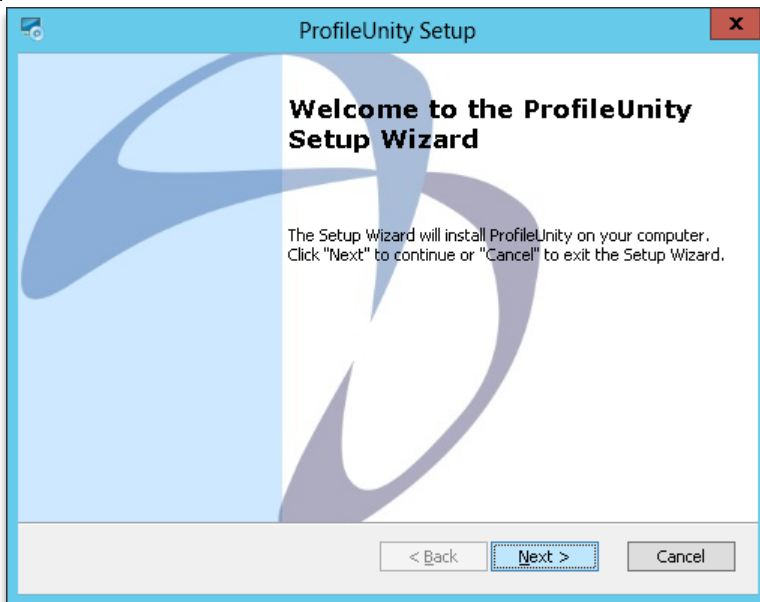 ProfileUnity Setup
x
Welcome to the ProfileUnity
Setup Wizard
The Setup Wizard will install ProfileUnity on your computer.
Click "Next" to continue or "Cancel" to exit the Setup Wizard.
< Back
Next >
Cancel